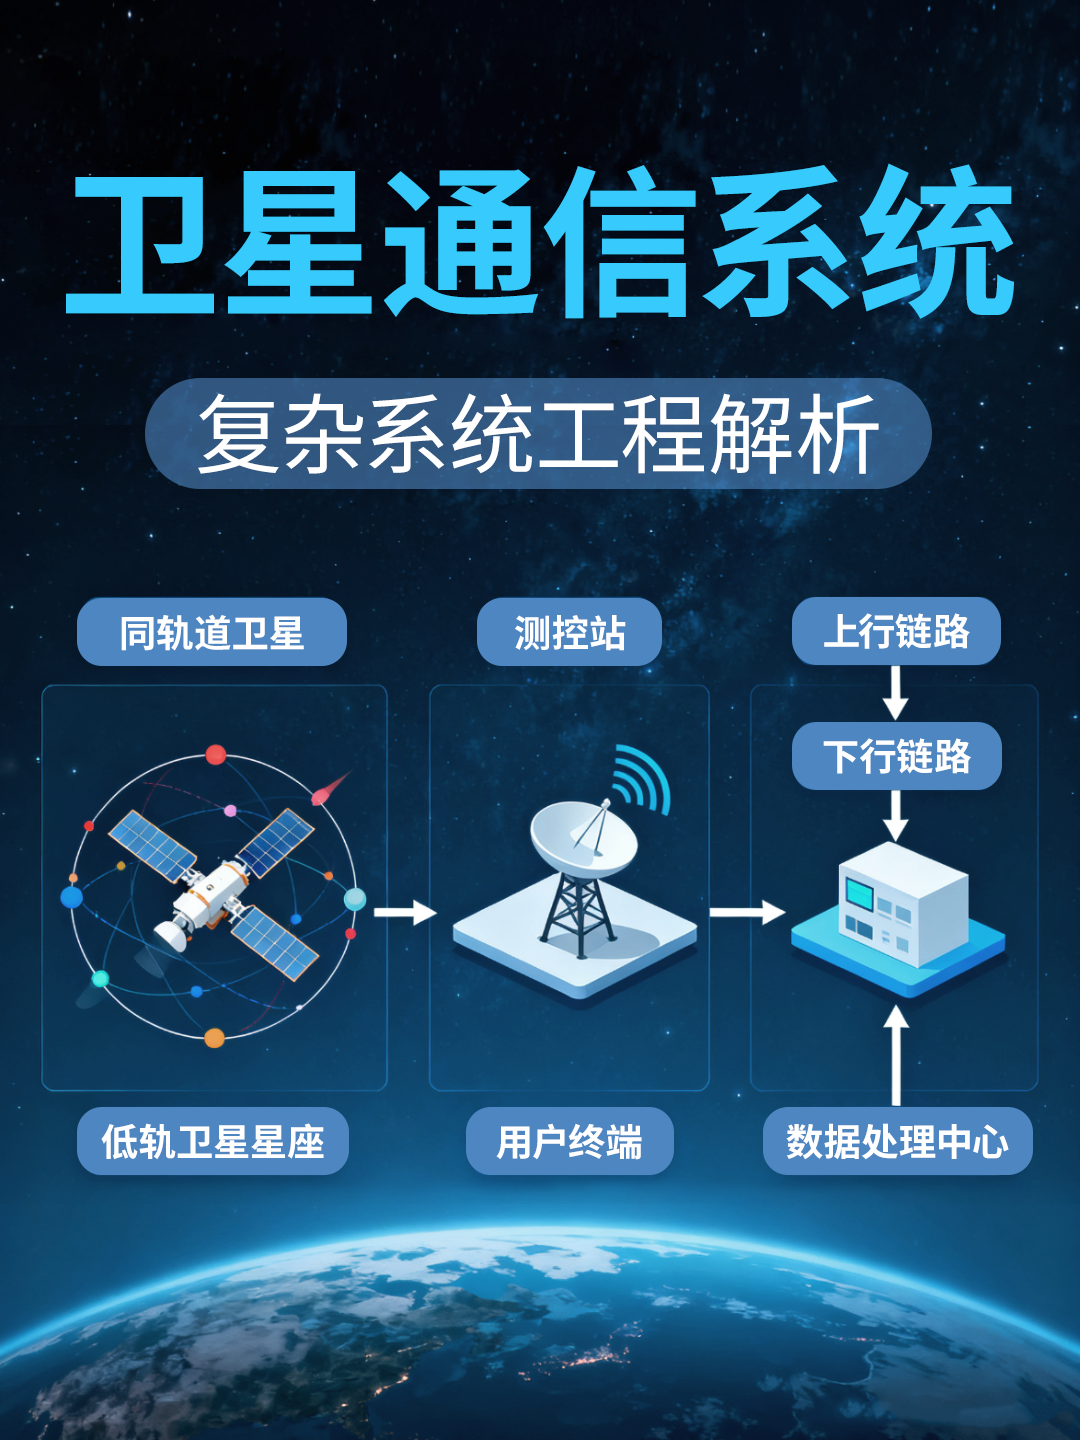 卫星通信系统
复杂系统工程解析
同轨道卫星
测控站
上行链路
下行链路
低轨卫星星座
用户终端
数据处理中心